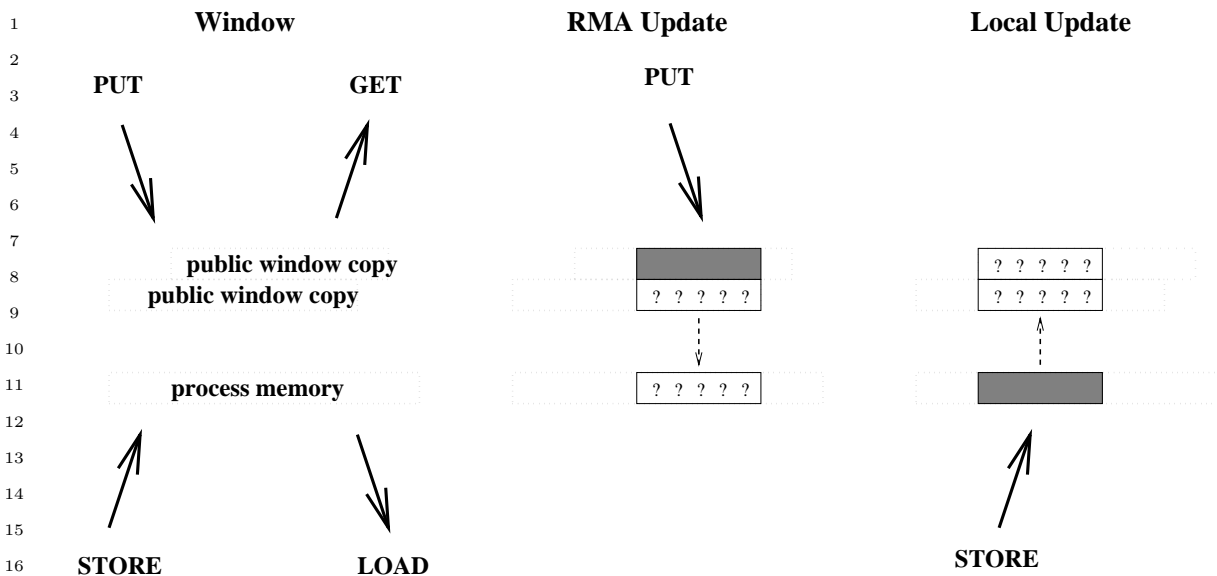 1 Window RMA Update Local Update
2
PUT GET PUT
3
4
5
6
7
public window copy ? ? ? ? ?
8
public window copy ? ? ? ? ? ? ? ? ? ?
9
10
11 process memory ? ? ? ? ?
12
13
14
15
16 STORE LOAD STORE